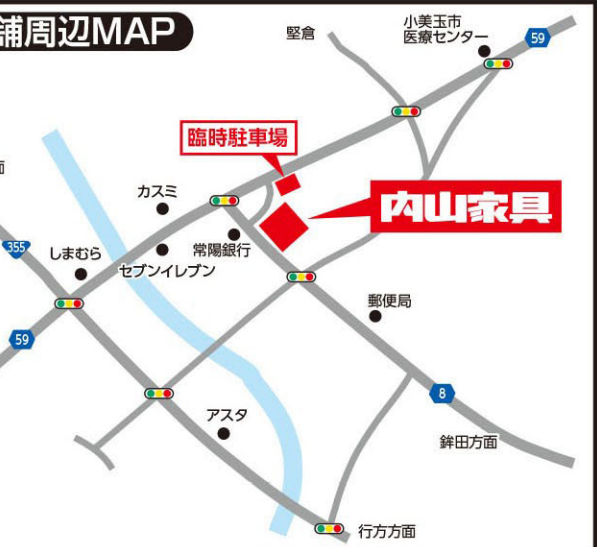 舗周辺MAP
小美玉市
医療センター
堅倉
59
臨時駐車場
面
カスミ
内山家具
355
しまむら
常陽銀行
セブンイレブン
郵便局
59
8
アスタ
鉾田方面
行方方面